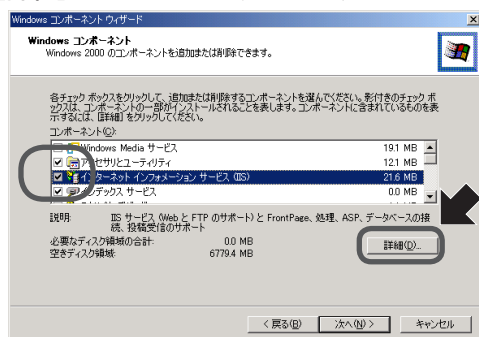 Windows コンポーネント ウィザード
Windows コンポーネント
Windows 2000 のコンポーネントを追加または削除できます。
各チェック ボックスをクリックして、追加または削除するコンポーネントを選んでください。影付きのチェック ボ
ックスは、コンポーネントの一部がインストールされることを表します。コンポーネントに含まれているものを表
示するには、[詳細] をクリックしてください。
コンポーネント(C):
Windows Media サービス 19.1 MB
アクセサリとユーティリティ 12.1 MB
インターネット インフォメーション サービス (IIS) 21.6 MB
インデックス サービス 0.0 MB
説明: IIS サービス (Web と FTP のサポート) と FrontPage、処理、ASP、データベースの接
続、投稿受信のサポート
必要なディスク領域の合計: 0.0 MB
空きディスク領域: 6779.4 MB
詳細(D)...
< 戻る(B)
次へ(N) >
キャンセル